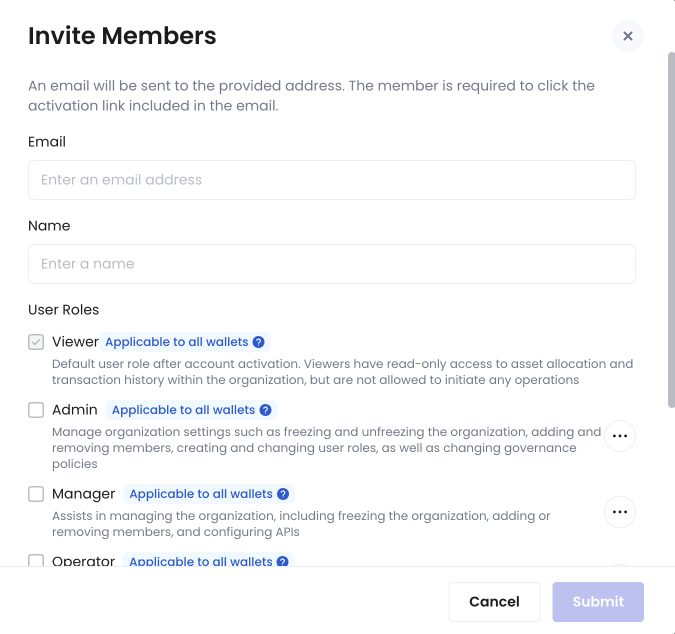 Invite Members
An email will be sent to the provided address. The member is required to click the
activation link included in the email.
Email
Enter an email address
Name
Enter a name
User Roles
Viewer Applicable to all wallets ?
Default user role after account activation. Viewers have read-only access to asset allocation and
transaction history within the organization, but are not allowed to initiate any operations
Admin Applicable to all wallets ?
Manage organization settings such as freezing and unfreezing the organization, adding and
removing members, creating and changing user roles, as well as changing governance
policies
Manager Applicable to all wallets ?
Assists in managing the organization, including freezing the organization, adding or
removing members, and configuring APIs
Operator Applicable to all wallets ?
Cancel Submit